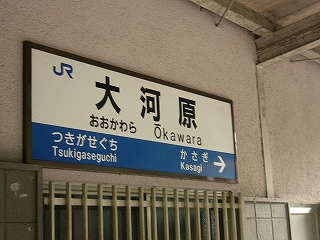 JR
大河原
おおかわら Ōkawara
つきがせぐち かさぎ →
Tsukigaseguchi Kasagi